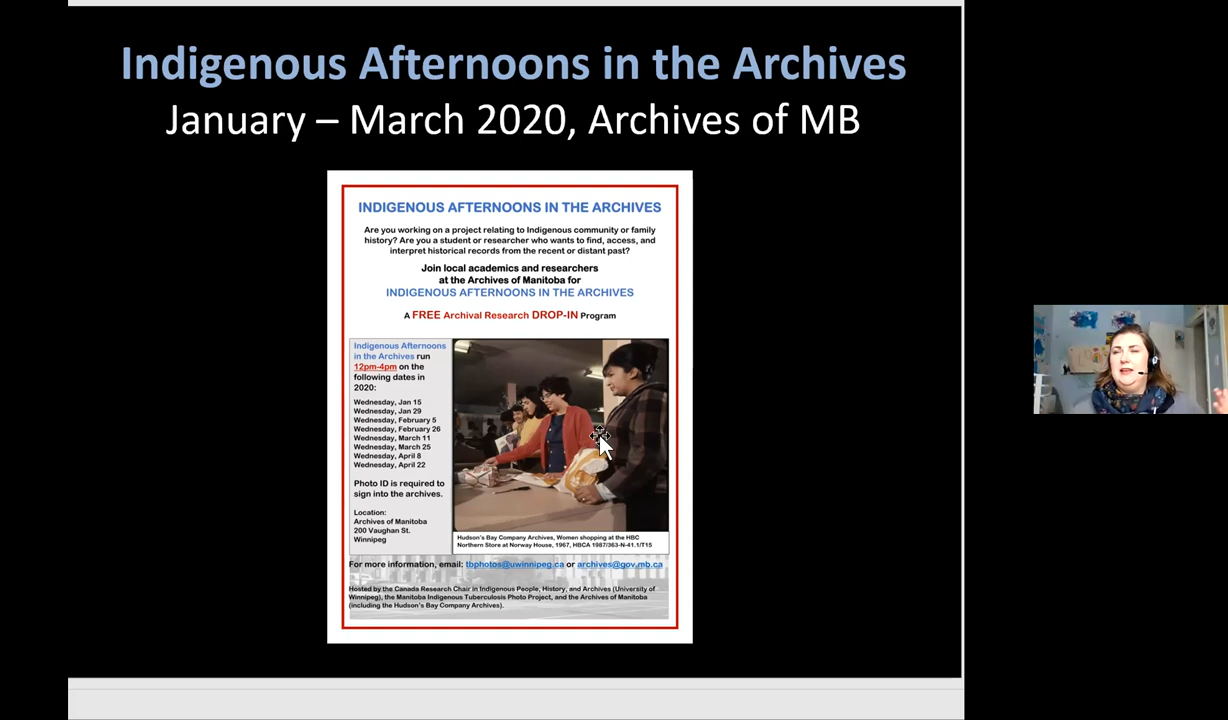 Indigenous Afternoons in the Archives
January – March 2020, Archives of MB
INDIGENOUS AFTERNOONS IN THE ARCHIVES
Are you working on a project relating to Indigenous community or family
history? Are you a student or researcher who wants to find, access, and
interpret historical records from the recent or distant past?
Join local academics and researchers
at the Archives of Manitoba for
INDIGENOUS AFTERNOONS IN THE ARCHIVES
A FREE Archival Research DROP-IN Program
Indigenous Afternoons
in the Archives run
12pm-4pm on the
following dates in
2020:
Wednesday, Jan 15
Wednesday, Jan 29
Wednesday, February 5
Wednesday, February 26
Wednesday, March 11
Wednesday, March 25
Wednesday, April 8
Wednesday, April 22
Photo ID is required to
sign into the archives.
Location:
Archives of Manitoba
200 Vaughan St.
Winnipeg
Hudson's Bay Company Archives, Women shopping at the HBC
Northern Store at Norway House, 1967, HBCA 1987/363-N-41.1/T15
For more information, email: tbphotos@uwinnipeg.ca or archives@gov.mb.ca
Hosted by the Canada Research Chair in Indigenous People, History, and Archives (University of
Winnipeg), the Manitoba Indigenous Tuberculosis Photo Project, and the Archives of Manitoba
(including the Hudson's Bay Company Archives).